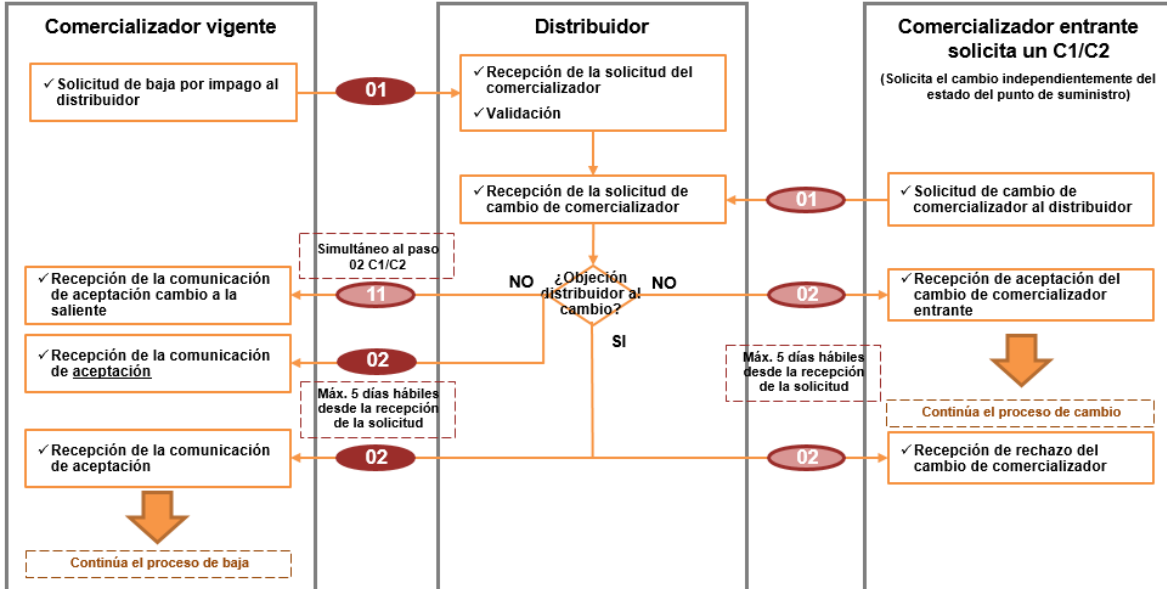 Comercializador vigente
✓ Solicitud de baja por impago al
distribuidor
01
Distribuidor
✓ Recepción de la solicitud del
comercializador
✓ Validación
Comercializador entrante
solicita un C1/C2
(Solicita el cambio independientemente del
estado del punto de suministro)
✓ Recepción de la solicitud de
cambio de comercializador
01
✓ Solicitud de cambio de
comercializador al distribuidor
Simultáneo al paso
02 C1/C2
¿Objeción
distribuidor al
cambio?
NO
NO
SI
✓ Recepción de la comunicación
de aceptación cambio a la
saliente
11
02
✓ Recepción de aceptación del
cambio de comercializador
entrante
✓ Recepción de la comunicación
de aceptación
02
Máx. 5 días hábiles
desde la recepción
de la solicitud
Máx. 5 días hábiles
desde la recepción
de la solicitud
Continúa el proceso de cambio
✓ Recepción de la comunicación
de aceptación
02
02
✓ Recepción de rechazo del
cambio de comercializador
Continúa el proceso de baja